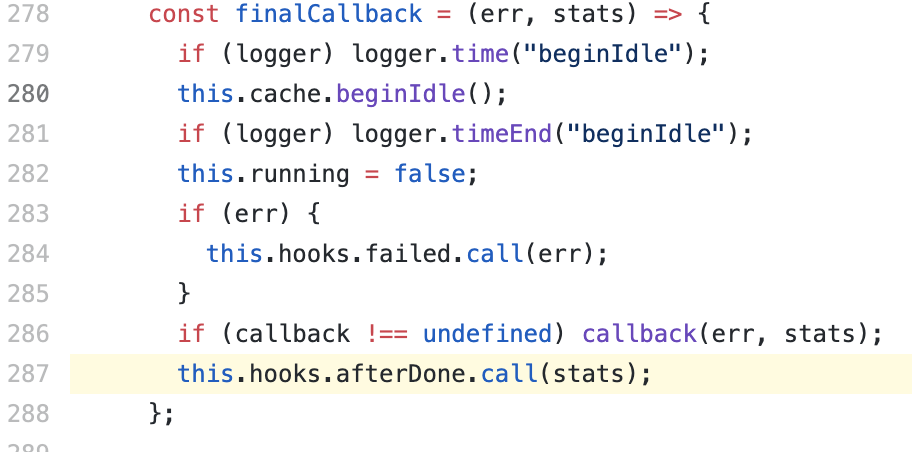 278 const finalCallback = (err, stats) => {
279 if (logger) logger.time("beginIdle");
280 this.cache.beginIdle();
281 if (logger) logger.timeEnd("beginIdle");
282 this.running = false;
283 if (err) {
284 this.hooks.failed.call(err);
285 }
286 if (callback !== undefined) callback(err, stats);
287 this.hooks.afterDone.call(stats);
288 };